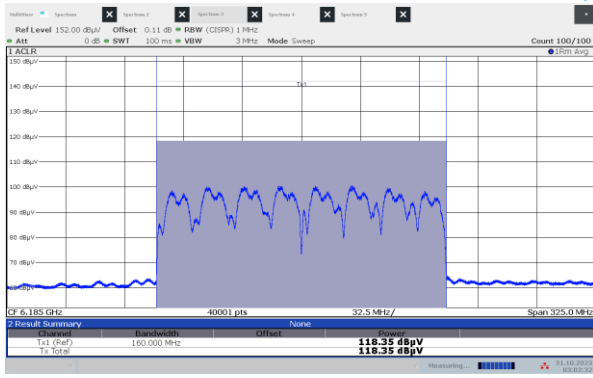 MultiView Spectrum Spectrum 2 Spectrum 3 Spectrum 4 Spectrum 5
Ref Level 152.00 dBµV Offset 0.11 dB RBW (CISPR) 1 MHz
Att 0 dB SWT 100 ms VBW 3 MHz Mode Sweep Count 100/100
1 ACLR 1Rm Avg
150 dBµV
Tx1
140 dBµV
130 dBµV
120 dBµV
110 dBµV
100 dBµV
90 dBµV
80 dBµV
70 dBµV
60 dBµV
CF 6.185 GHz 40001 pts 32.5 MHz/ Span 325.0 MHz
2 Result Summary None
Channel Bandwidth Offset Power
Tx1 (Ref) 160.000 MHz 118.35 dBµV
Tx Total 118.35 dBµV
Measuring... 21.10.2023
03:02:32